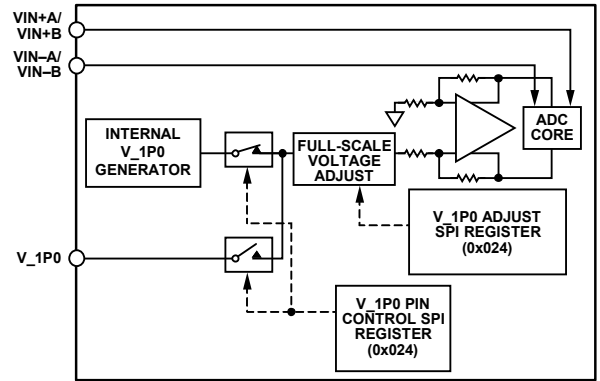 VIN+A/
VIN+B
VIN–A/
VIN–B
INTERNAL
V_1P0
GENERATOR
FULL-SCALE
VOLTAGE
ADJUST
ADC
CORE
V_1P0 ADJUST
SPI REGISTER
(0x024)
V_1P0
V_1P0 PIN
CONTROL SPI
REGISTER
(0x024)